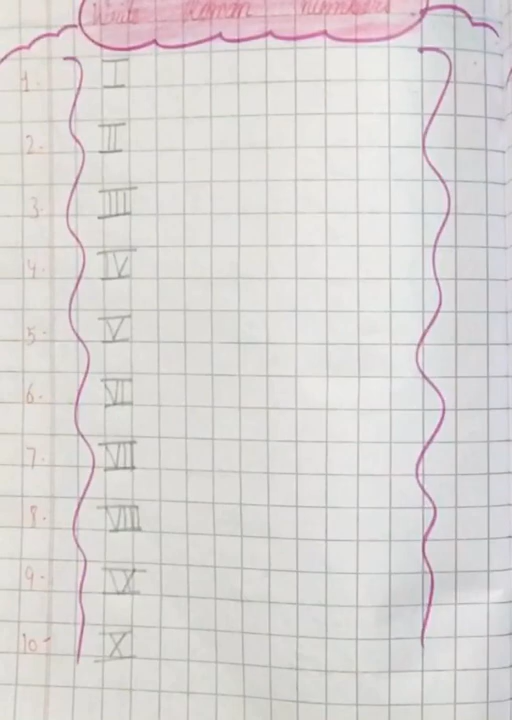 Write Roman numbers
1. I
2. II
3. III
4. IV
5. V
6. VI
7. VII
8. VIII
9. IX
10. X